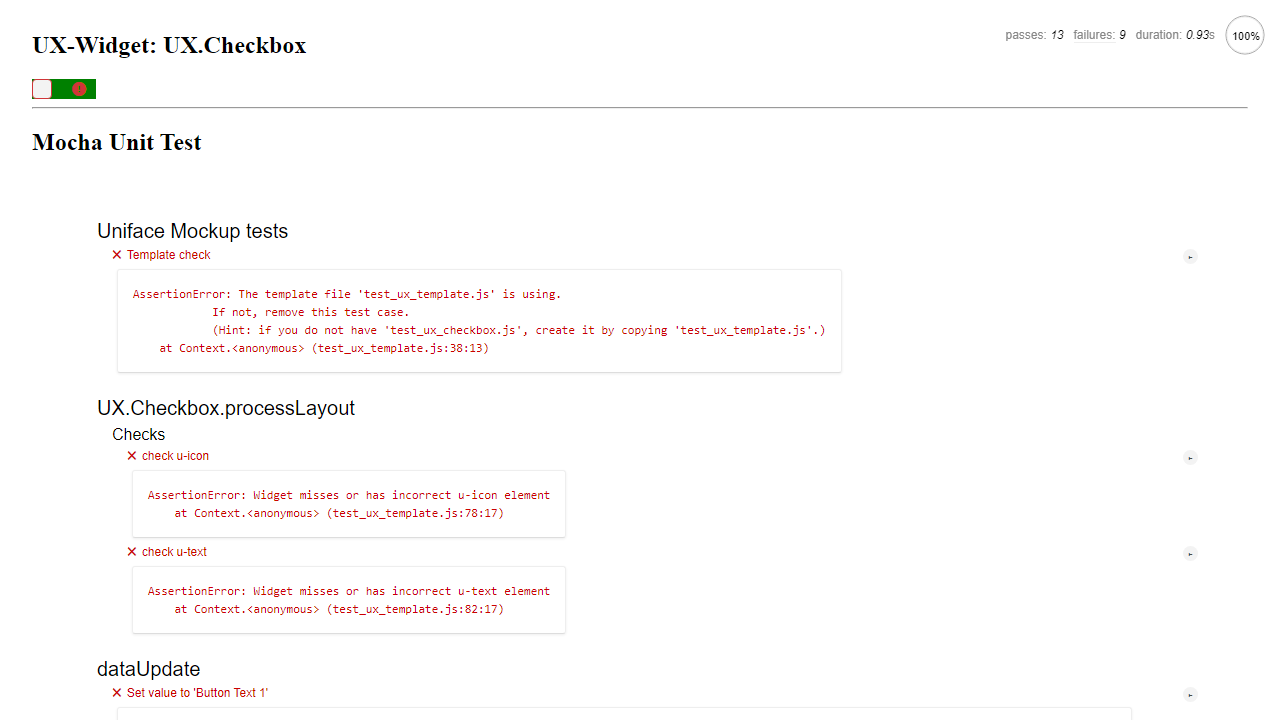 UX-Widget: UX.Checkbox
passes: 13 failures: 9 duration: 0.93s 100%
Mocha Unit Test
Uniface Mockup tests
✕ Template check
AssertionError: The template file 'test_ux_template.js' is using.
If not, remove this test case.
(Hint: if you do not have 'test_ux_checkbox.js', create it by copying 'test_ux_template.js'.)
at Context.<anonymous> (test_ux_template.js:38:13)
UX.Checkbox.processLayout
Checks
✕ check u-icon
AssertionError: Widget misses or has incorrect u-icon element
at Context.<anonymous> (test_ux_template.js:78:17)
✕ check u-text
AssertionError: Widget misses or has incorrect u-text element
at Context.<anonymous> (test_ux_template.js:82:17)
dataUpdate
✕ Set value to 'Button Text 1'